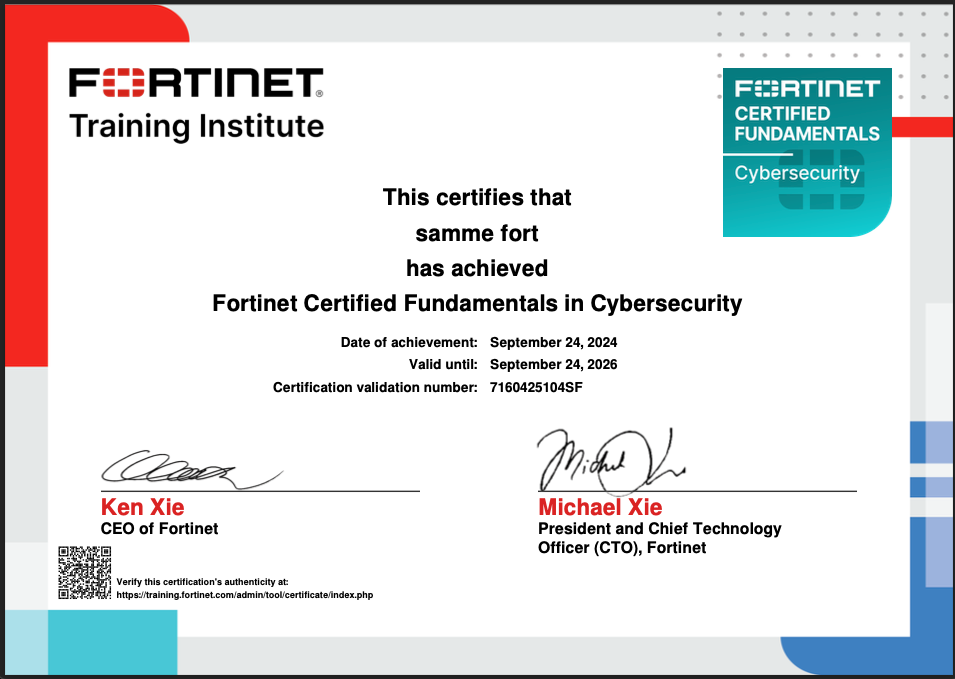 FORTINET®
Training Institute
FORTINET
CERTIFIED
FUNDAMENTALS
Cybersecurity
This certifies that
samme fort
has achieved
Fortinet Certified Fundamentals in Cybersecurity
Date of achievement: September 24, 2024
Valid until: September 24, 2026
Certification validation number: 7160425104SF
Ken Xie
CEO of Fortinet
Michael Xie
President and Chief Technology
Officer (CTO), Fortinet
Verify this certification's authenticity at:
https://training.fortinet.com/admin/tool/certificate/index.php